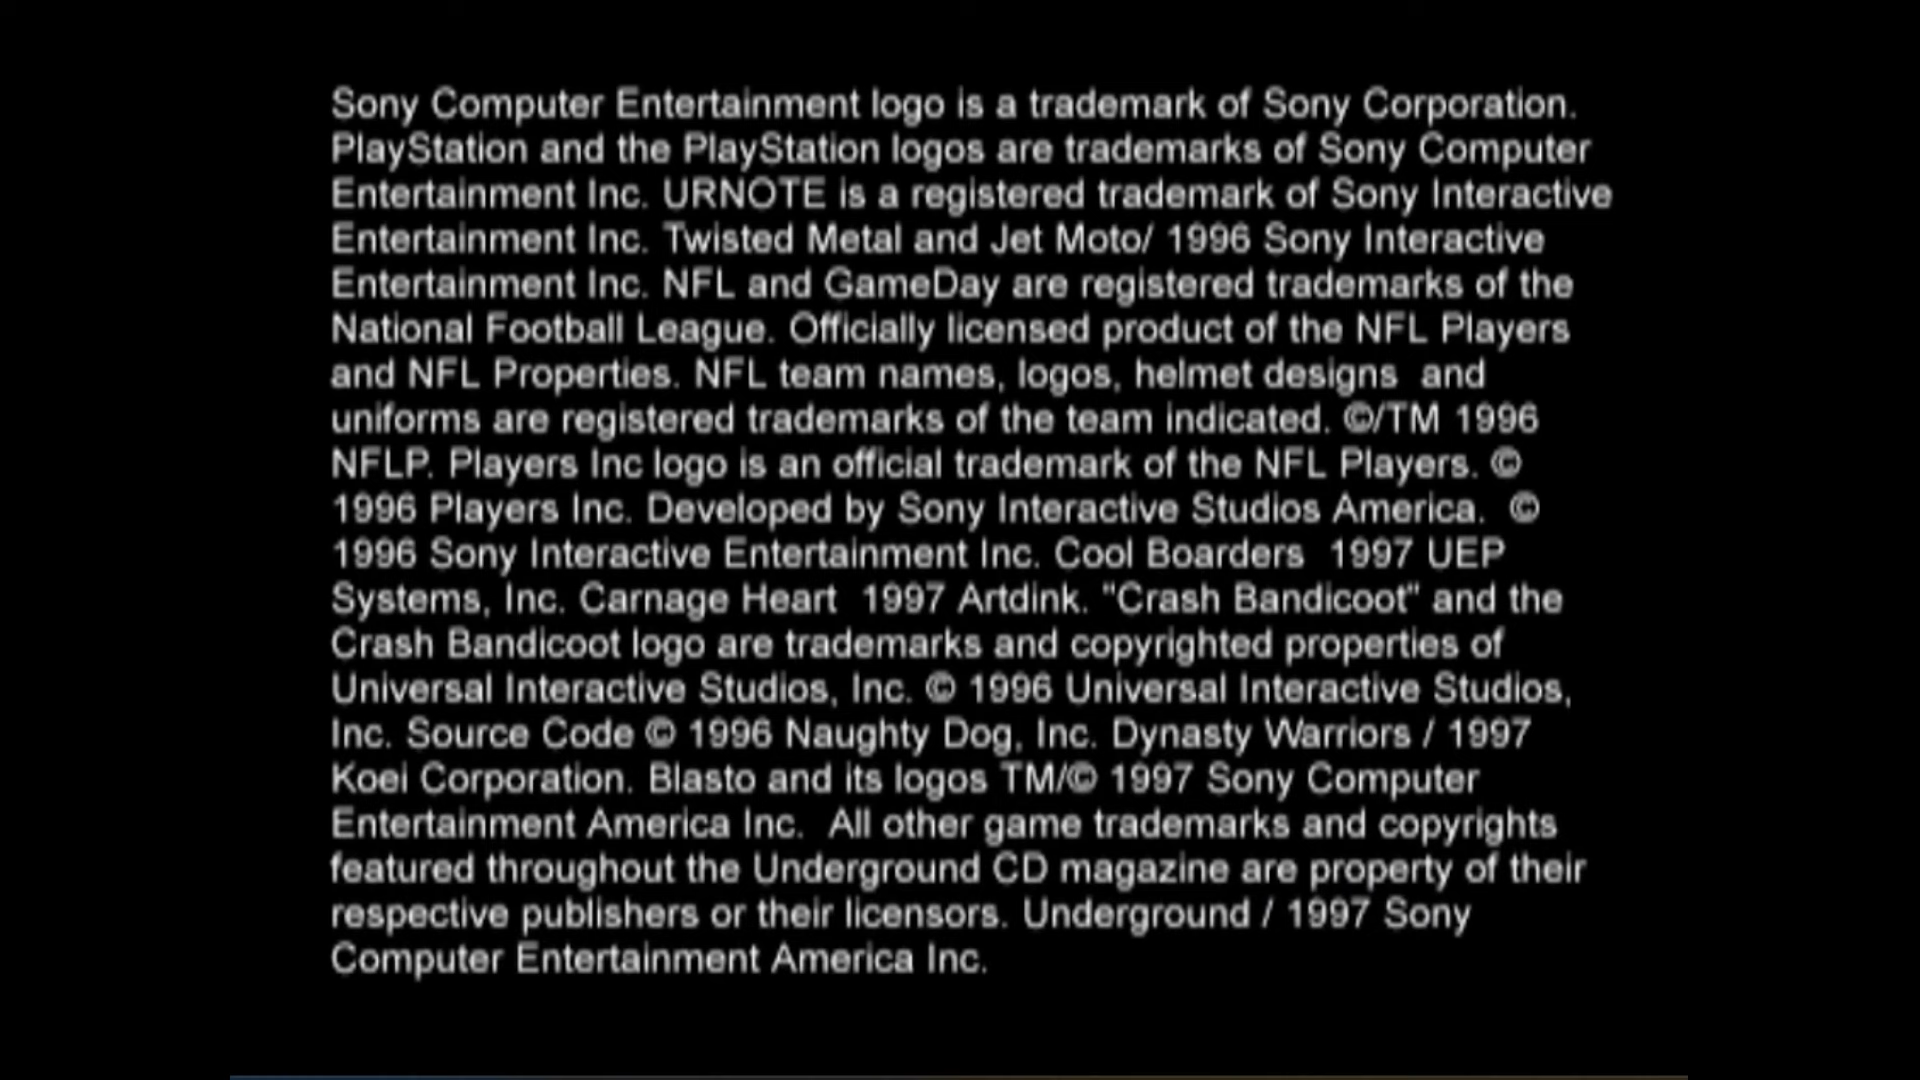 Sony Computer Entertainment logo is a trademark of Sony Corporation.
PlayStation and the PlayStation logos are trademarks of Sony Computer
Entertainment Inc. URNOTE is a registered trademark of Sony Interactive
Entertainment Inc. Twisted Metal and Jet Moto/ 1996 Sony Interactive
Entertainment Inc. NFL and GameDay are registered trademarks of the
National Football League. Officially licensed product of the NFL Players
and NFL Properties. NFL team names, logos, helmet designs  and
uniforms are registered trademarks of the team indicated. ©/TM 1996
NFLP. Players Inc logo is an official trademark of the NFL Players. ©
1996 Players Inc. Developed by Sony Interactive Studios America.  ©
1996 Sony Interactive Entertainment Inc. Cool Boarders  1997 UEP
Systems, Inc. Carnage Heart  1997 Artdink. "Crash Bandicoot" and the
Crash Bandicoot logo are trademarks and copyrighted properties of
Universal Interactive Studios, Inc. © 1996 Universal Interactive Studios,
Inc. Source Code © 1996 Naughty Dog, Inc. Dynasty Warriors / 1997
Koei Corporation. Blasto and its logos TM/© 1997 Sony Computer
Entertainment America Inc.  All other game trademarks and copyrights
featured throughout the Underground CD magazine are property of their
respective publishers or their licensors. Underground / 1997 Sony
Computer Entertainment America Inc.